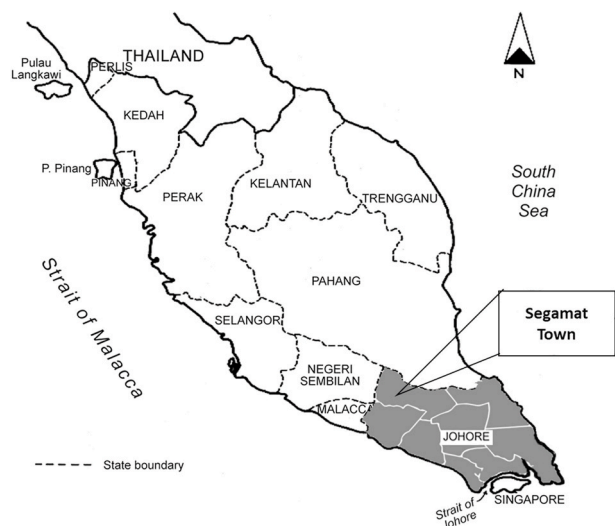 THAILAND
Pulau
Langkawi
PERLIS
KEDAH
P. Pinang
PINANG
PERAK
KELANTAN
TRENGGANU
N
South
China
Sea
Strait of Malacca
PAHANG
SELANGOR
Segamat
Town
NEGERI
SEMBILAN
MALACCA
JOHORE
State boundary
Strait of
Johore
SINGAPORE